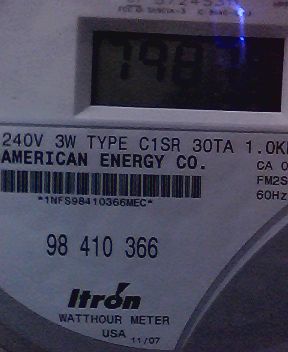 240V 3W TYPE C1SR 30TA 1.0K
AMERICAN ENERGY CO.
CA 0
FM2S
60Hz
*1NFS98410366MEC*
98 410 366
Itrón
WATTHOUR METER
USA 11/07